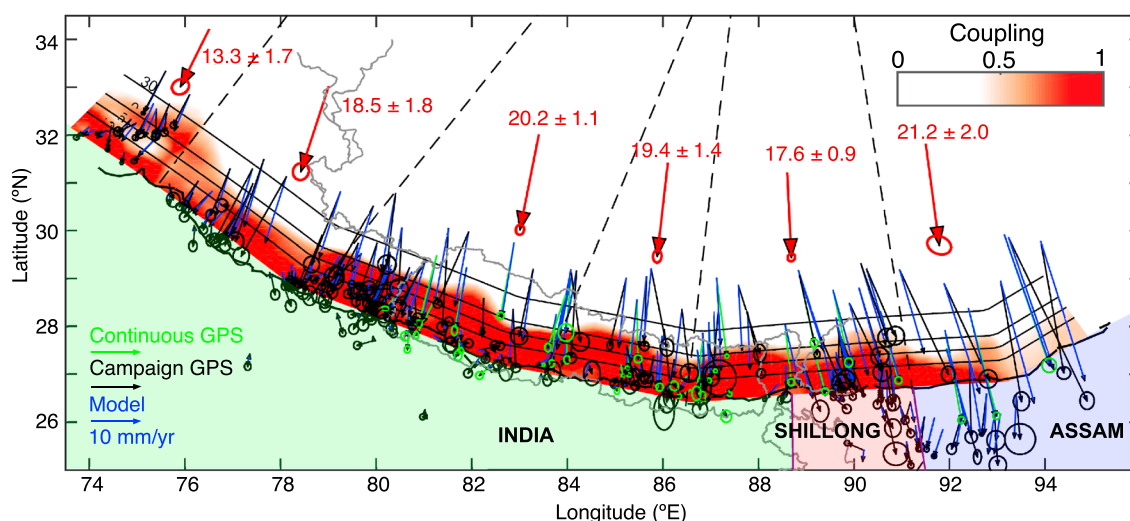 34
32
30
28
26
Latitude (ºN)
13.3 ± 1.7
18.5 ± 1.8
20.2 ± 1.1
19.4 ± 1.4
17.6 ± 0.9
21.2 ± 2.0
Coupling
0 0.5 1
30
Continuous GPS
Campaign GPS
Model
10 mm/yr
INDIA
SHILLONG
ASSAM
74 76 78 80 82 84 86 88 90 92 94
Longitude (ºE)